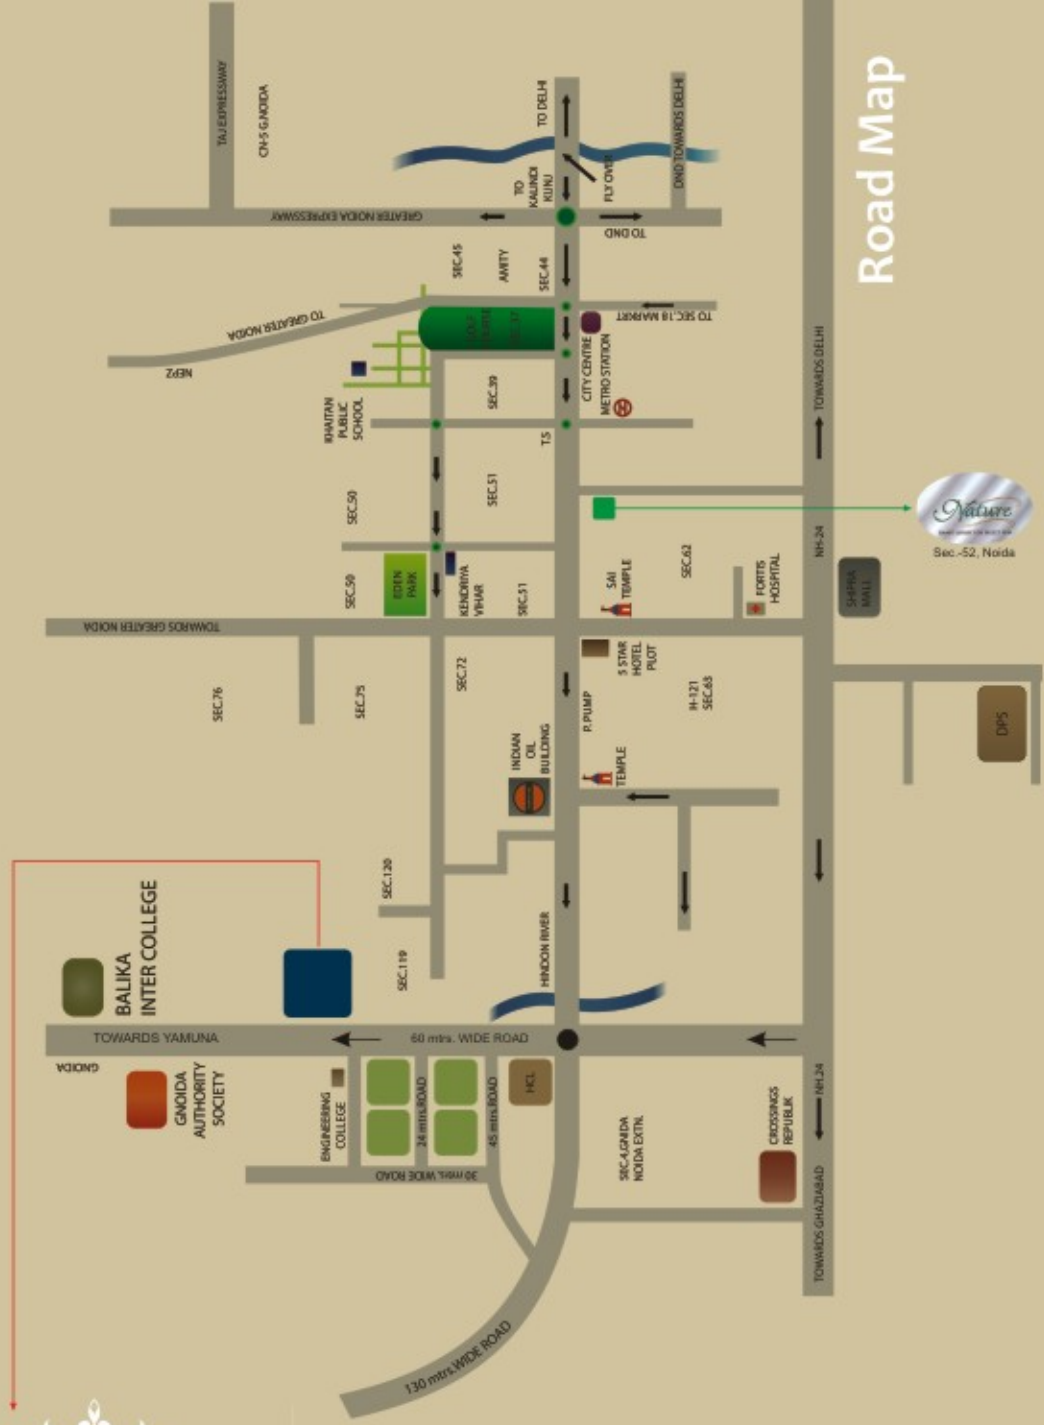 Road Map
TAJ EXPRESSWAY
CN-5 G.NOIDA
TO DELHI
DND TOWARDS DELHI
FLY OVER
TO
KALINDI
KUNJ
GREATER NOIDA EXPRESSWAY
TO DND
SEC.45
AMITY
SEC.44
TO GREATER NOIDA
NEPZ
TO SEC.18 MARKRT
SEC.37
CITY CENTRE
METRO STATION
SEC.39
KHAITAN
PUBLIC
SCHOOL
T.S
TOWARDS DELHI
SEC.50
SEC.51
Nature
Sec.-52, Noida
NH-24
SEC.50
EDEN
PARK
KENDRIYA
VIHAR
SEC.51
SAI
TEMPLE
SEC.62
FORTIS
HOSPITAL
SHIPRA
MALL
TOWARDS GREATER NOIDA
SEC.76
SEC.75
SEC.72
5 STAR
HOTEL
PLOT
P.PUMP
H-121
SEC.63
DPS
INDIAN
OIL
BUILDING
TEMPLE
SEC.120
SEC.119
HINDON RIVER
BALIKA
INTER COLLEGE
TOWARDS YAMUNA
60 mtrs. WIDE ROAD
GNOIDA
GNOIDA
AUTHORITY
SOCIETY
ENGINEERING
COLLEGE
24 mtrs.ROAD
45 mtrs.ROAD
HCL
30 mtrs.WIDE ROAD
SEC.4,GNIDA
NOIDA EXTN.
CROSSINGS
REPUBLIK
NH.24
TOWARDS GHAZIABAD
130 mtrs.WIDE ROAD